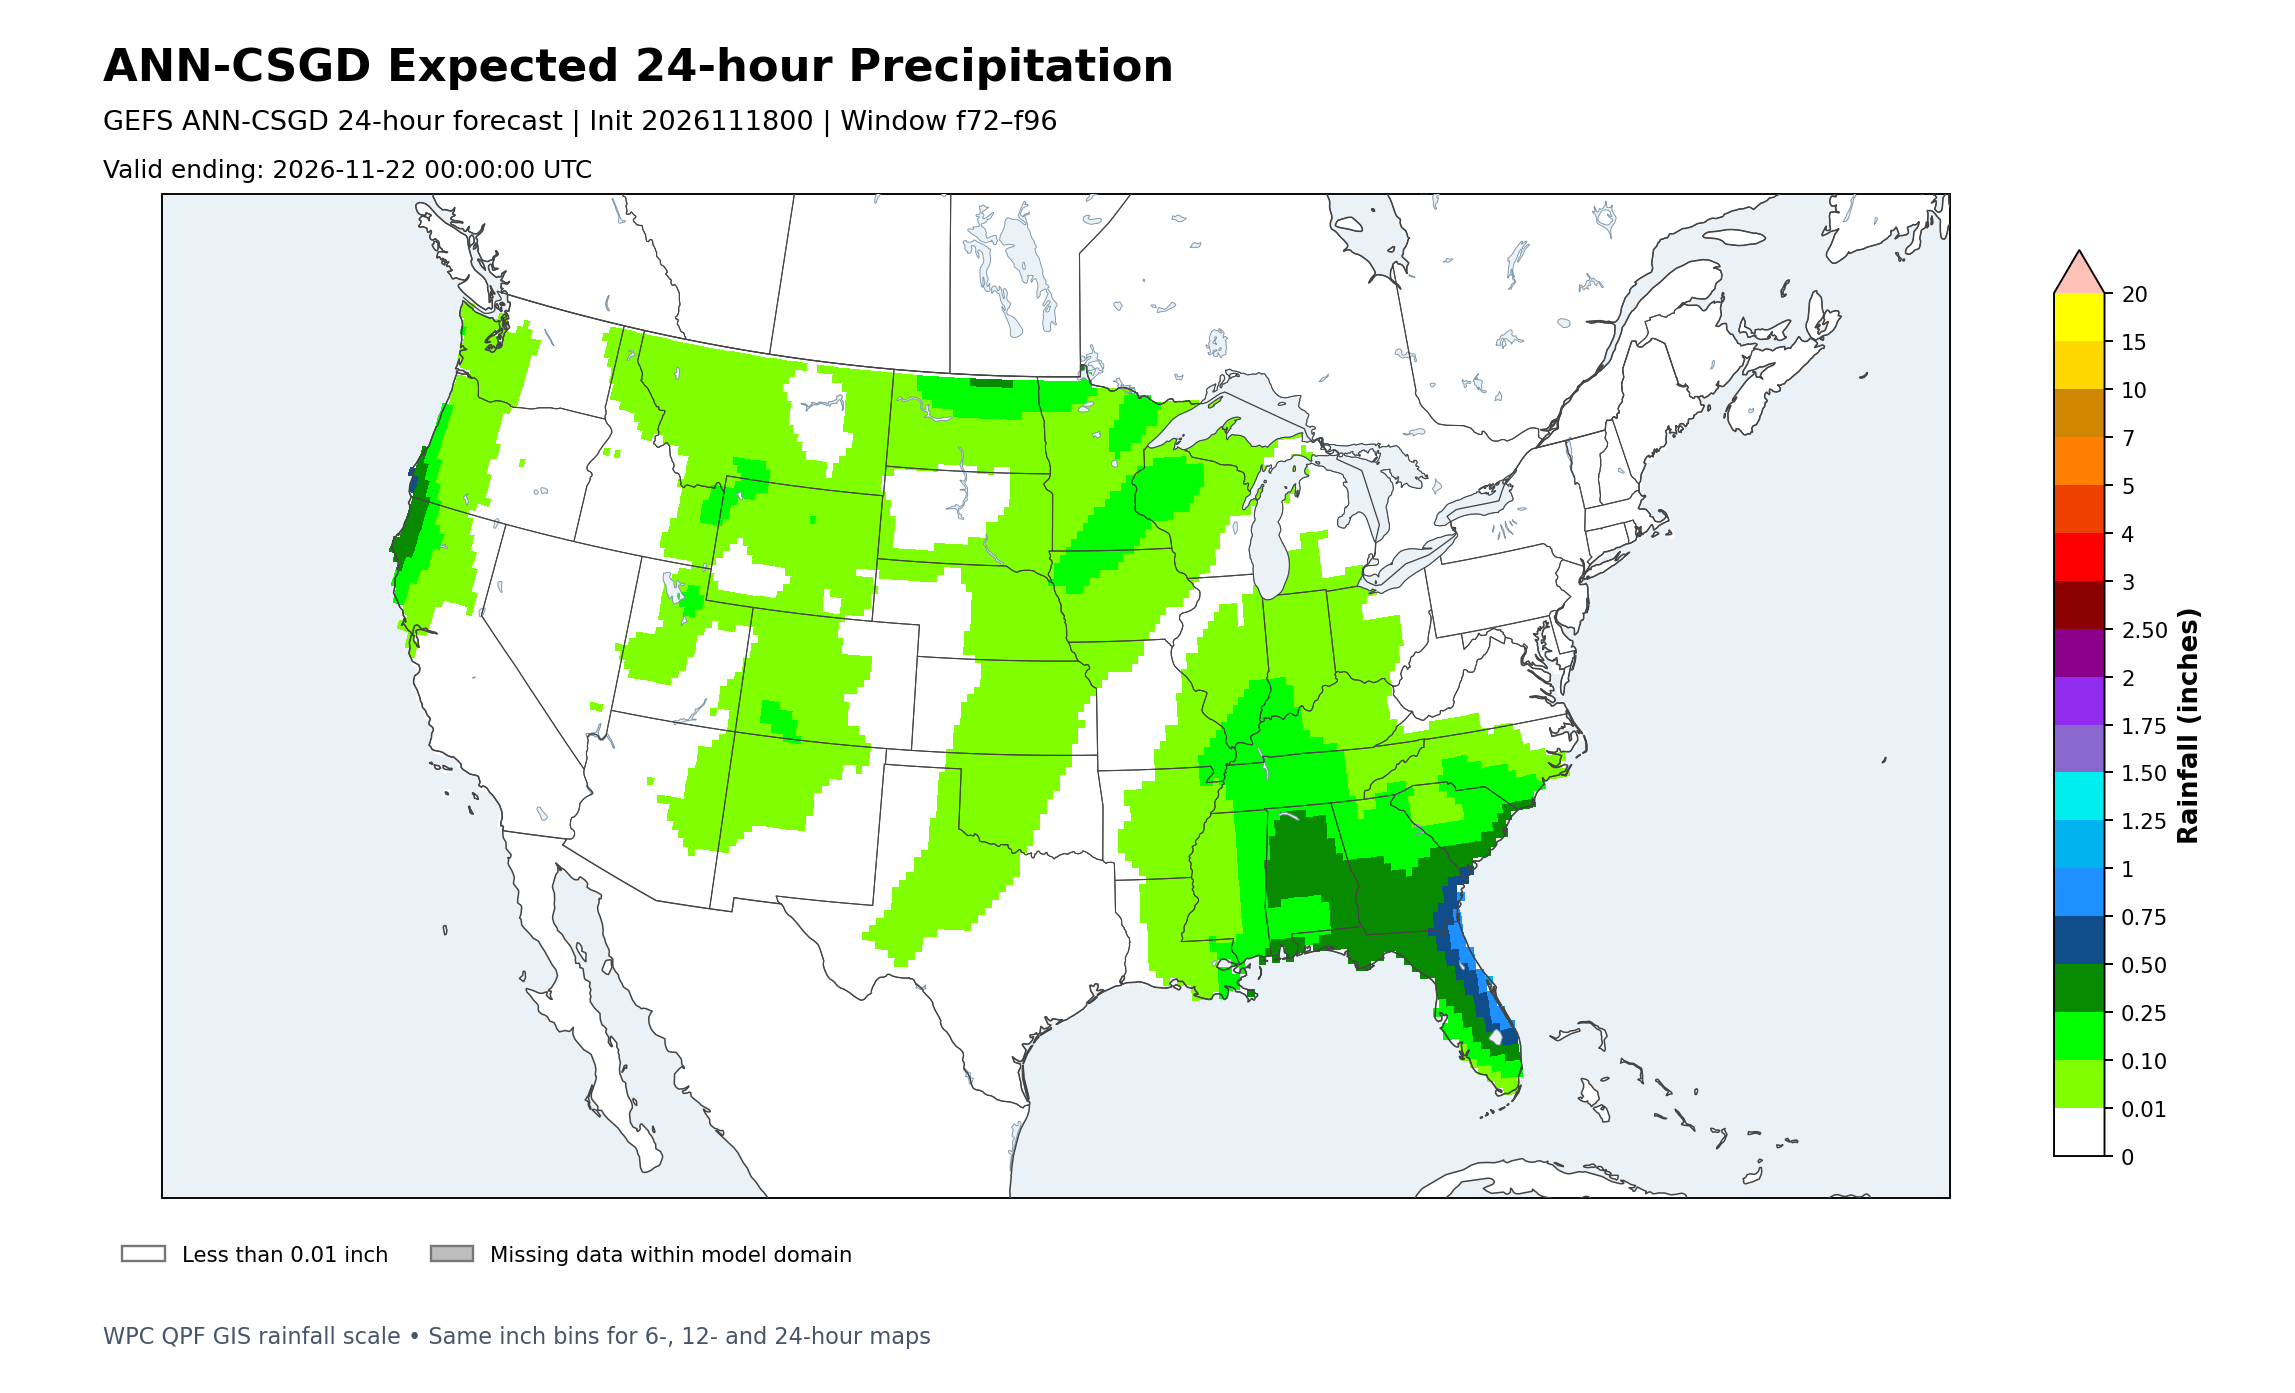 ANN-CSGD Expected 24-hour Precipitation
GEFS ANN-CSGD 24-hour forecast | Init 2026111800 | Window f72–f96
Valid ending: 2026-11-22 00:00:00 UTC
20
15
10
7
5
4
3
2.50
2
1.75
1.50
1.25
1
0.75
0.50
0.25
0.10
0.01
0
Rainfall (inches)
Less than 0.01 inch
Missing data within model domain
WPC QPF GIS rainfall scale • Same inch bins for 6-, 12- and 24-hour maps